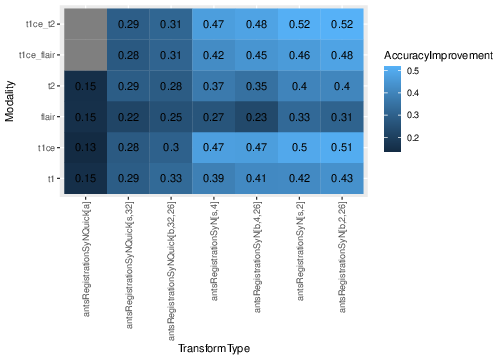 t1ce_t2 0.29 0.31 0.47 0.48 0.52 0.52
t1ce_flair 0.28 0.31 0.42 0.45 0.46 0.48
t2 0.15 0.29 0.28 0.37 0.35 0.4 0.4
flair 0.15 0.22 0.25 0.27 0.23 0.33 0.31
t1ce 0.13 0.28 0.3 0.47 0.47 0.5 0.51
t1 0.15 0.29 0.33 0.39 0.41 0.42 0.43
Modality
antsRegistrationSyNQuick[a]
antsRegistrationSyNQuick[s,32]
antsRegistrationSyNQuick[b,32,26]
antsRegistrationSyN[s,4]
antsRegistrationSyN[b,4,26]
antsRegistrationSyN[s,2]
antsRegistrationSyN[b,2,26]
TransformType
AccuracyImprovement
0.5
0.4
0.3
0.2